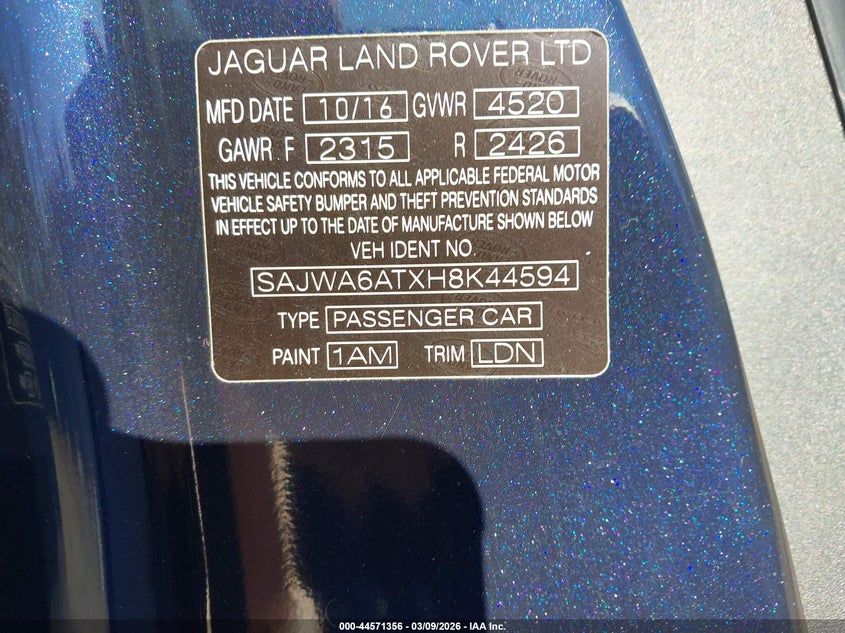 JAGUAR LAND ROVER LTD
MFD DATE 10/16 GVWR 4520
GAWR F 2315 R 2426
THIS VEHICLE CONFORMS TO ALL APPLICABLE FEDERAL MOTOR
VEHICLE SAFETY BUMPER AND THEFT PREVENTION STANDARDS
IN EFFECT UP TO THE DATE OF MANUFACTURE SHOWN BELOW
VEH IDENT NO.
SAJWA6ATXH8K44594
TYPE PASSENGER CAR
PAINT 1AM TRIM LDN
000-44571356 - 03/09/2026 - IAA Inc.